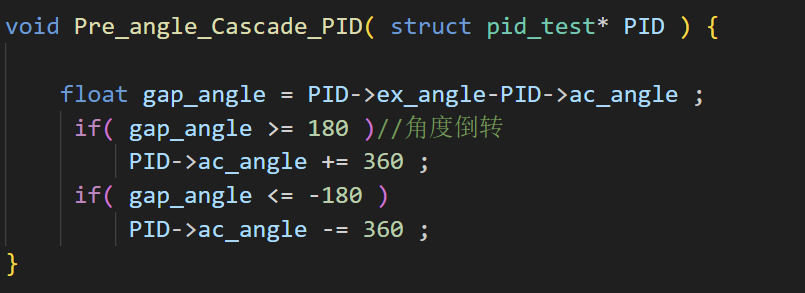 void Pre_angle_Cascade_PID( struct pid_test* PID ) {
float gap_angle = PID->ex_angle-PID->ac_angle ;
if( gap_angle >= 180 )//角度倒转
PID->ac_angle += 360 ;
if( gap_angle <= -180 )
PID->ac_angle -= 360 ;
}